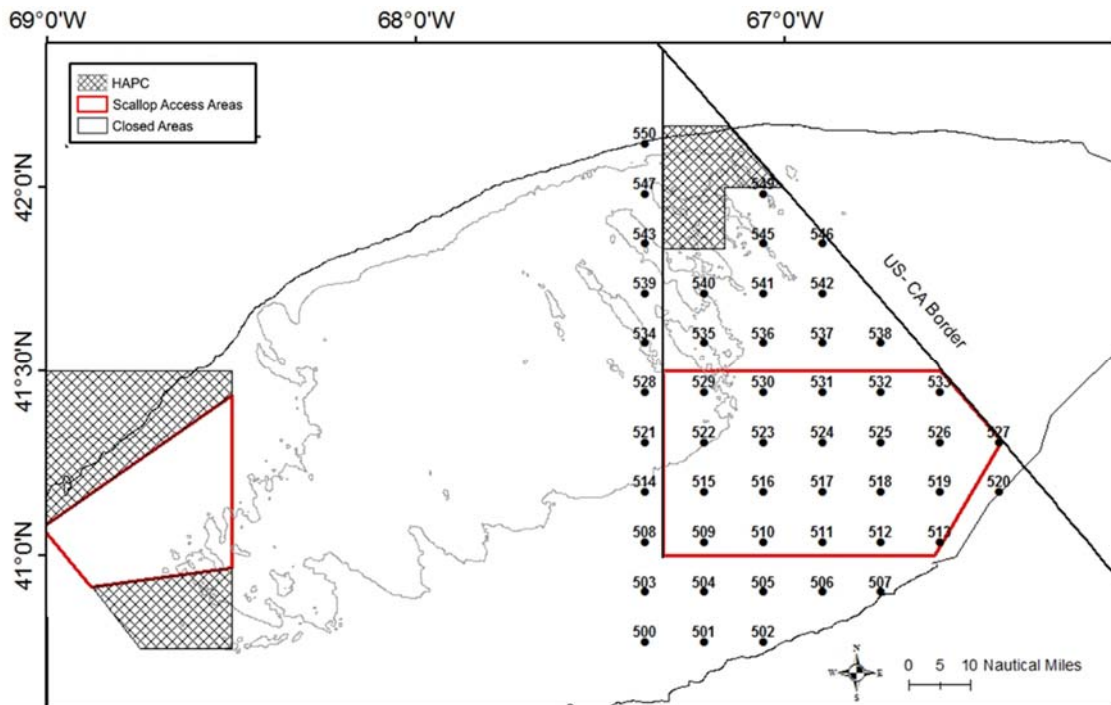 69°0'0"W 68°0'0"W 67°0'0"W
HAPC
Scallop Access Areas
Closed Areas
550
42°0'N
547 549
543 545 546
US- CA Border
539 540 541 542
534 535 536 537 538
41°30'N
528 529 530 531 532 533
521 522 523 524 525 526 527
514 515 516 517 518 519 520
41°0'N
508 509 510 511 512 513
503 504 505 506 507
500 501 502
N
W E
S
0 5 10 Nautical Miles